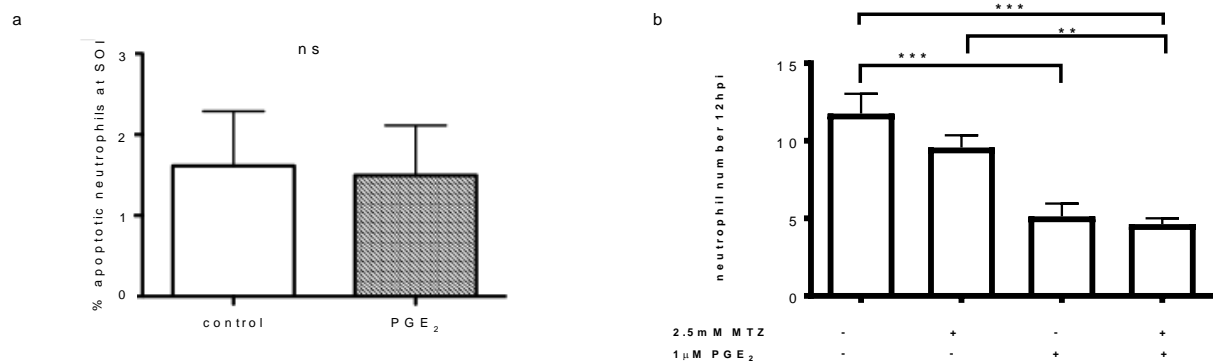 a
ns
% apoptotic neutrophils at SOI
3
2
1
0
control
PGE₂
b
***
**
***
neutrophil number 12hpi
15
10
5
0
2.5mM MTZ - + - +
1μM PGE₂ - - + +